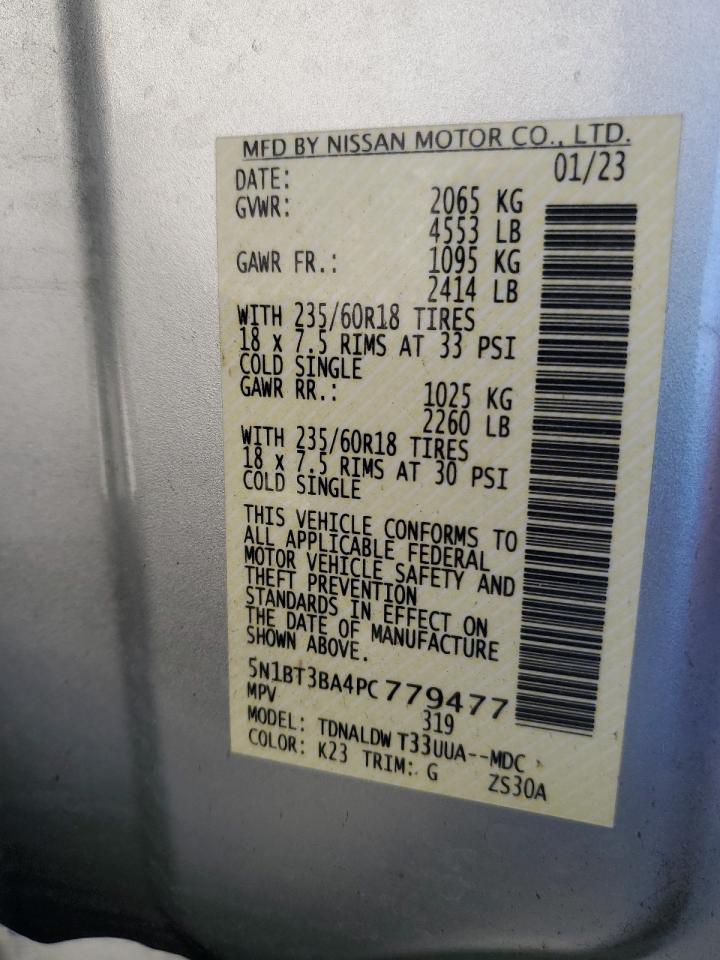 MFD BY NISSAN MOTOR CO., LTD.
DATE: 01/23
GVWR: 2065 KG
4553 LB
GAWR FR.: 1095 KG
2414 LB
WITH 235/60R18 TIRES
18 x 7.5 RIMS AT 33 PSI
COLD SINGLE
GAWR RR.: 1025 KG
2260 LB
WITH 235/60R18 TIRES
18 x 7.5 RIMS AT 30 PSI
COLD SINGLE
THIS VEHICLE CONFORMS TO
ALL APPLICABLE FEDERAL
MOTOR VEHICLE SAFETY AND
THEFT PREVENTION
STANDARDS IN EFFECT ON
THE DATE OF MANUFACTURE
SHOWN ABOVE.
5N1BT3BA4PC779477
MPV 319
MODEL: TDNALDW T33UUA--MDC
COLOR: K23 TRIM: G ZS30A